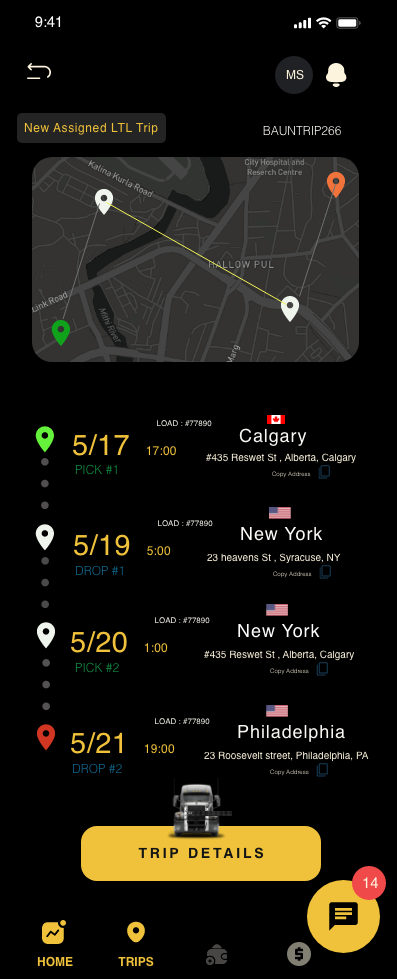 9:41
MS
New Assigned LTL Trip
BAUNTRIP266
City Hospital and
Reserch Centre
Kalina Kurla Road
HALLOW PUL
Link Road
Mithi River
Marg
LOAD : #77890
5/17
17:00
Calgary
#435 Reswet St , Alberta, Calgary
PICK #1
Copy Address
LOAD : #77890
5/19
5:00
New York
23 heavens St , Syracuse, NY
DROP #1
Copy Address
LOAD : #77890
5/20
1:00
New York
#435 Reswet St , Alberta, Calgary
PICK #2
Copy Address
LOAD : #77890
5/21
19:00
Philadelphia
23 Roosevelt street, Philadelphia, PA
DROP #2
Copy Address
TRIP DETAILS
14
HOME
TRIPS